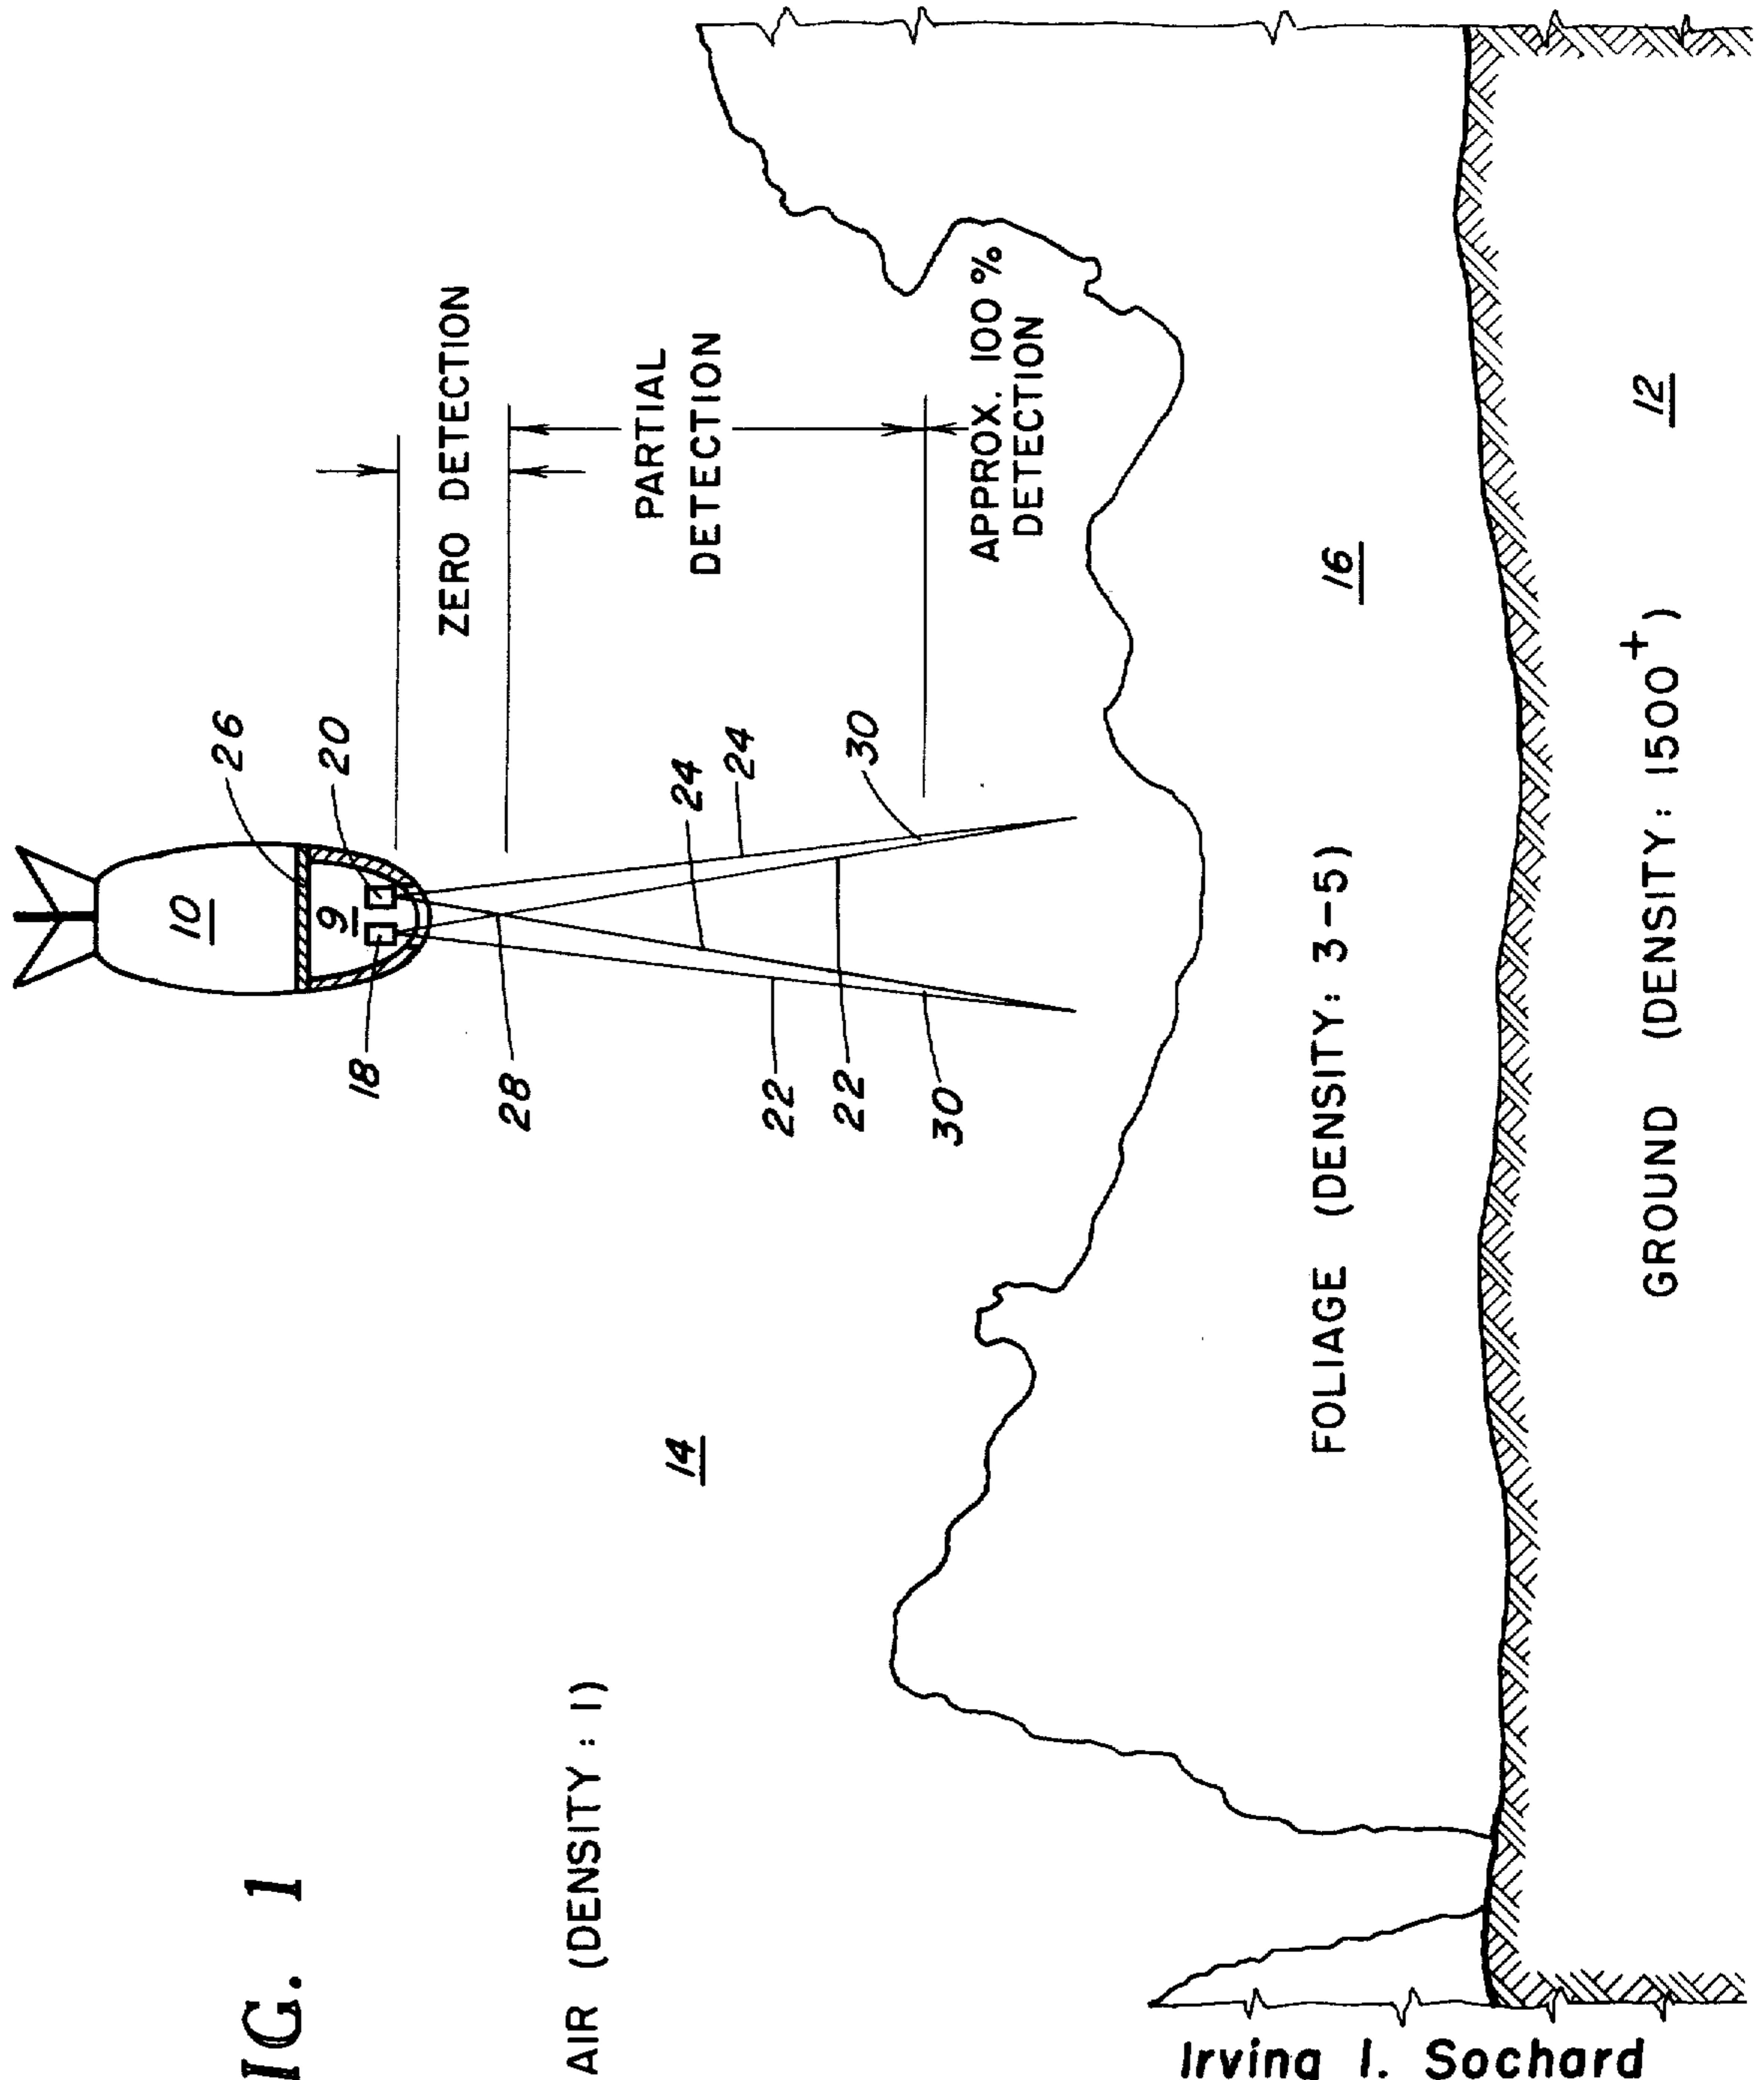 FIG. 1
AIR (DENSITY: 1)
14
10
9
26
20
18
28
22
22
30
24
24
30
ZERO DETECTION
PARTIAL
DETECTION
APPROX. 100 %
DETECTION
16
FOLIAGE (DENSITY: 3-5)
12
GROUND (DENSITY: 1500+)
Irving I. Sochard